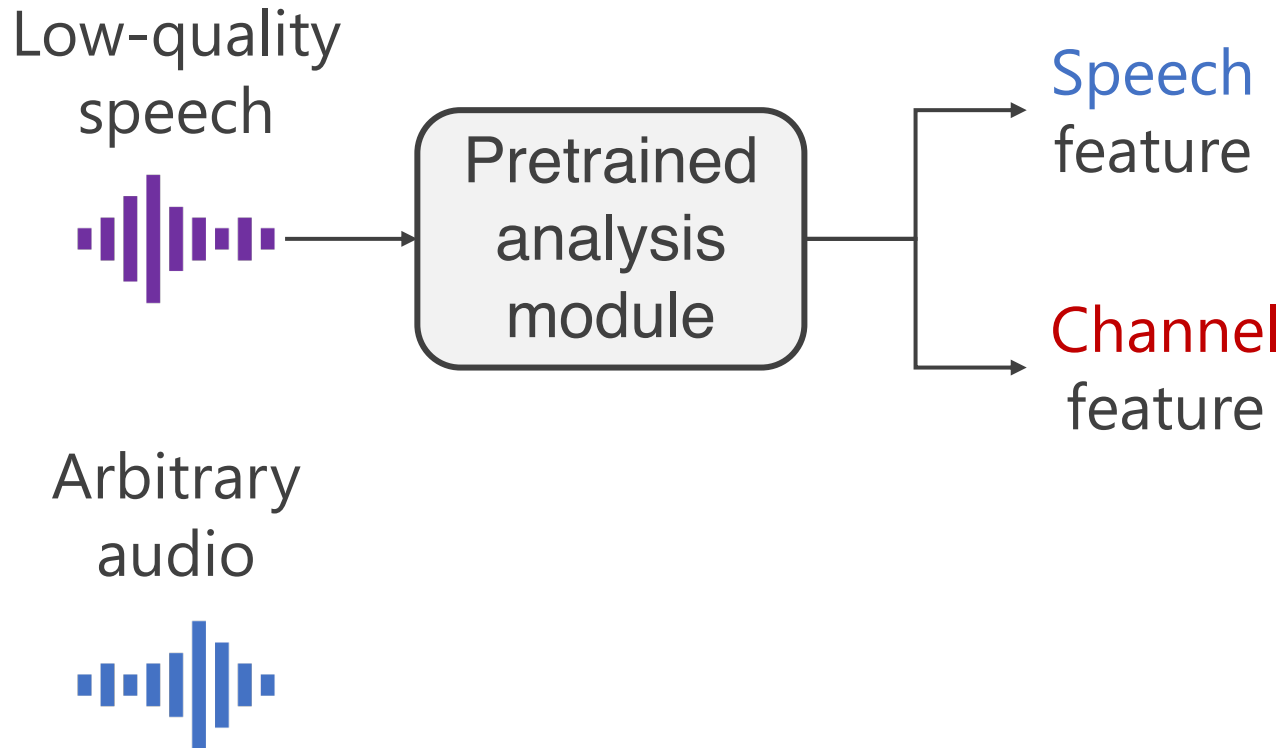 Low-quality
speech
Pretrained
analysis
module
Speech
feature
Channel
feature
Arbitrary
audio